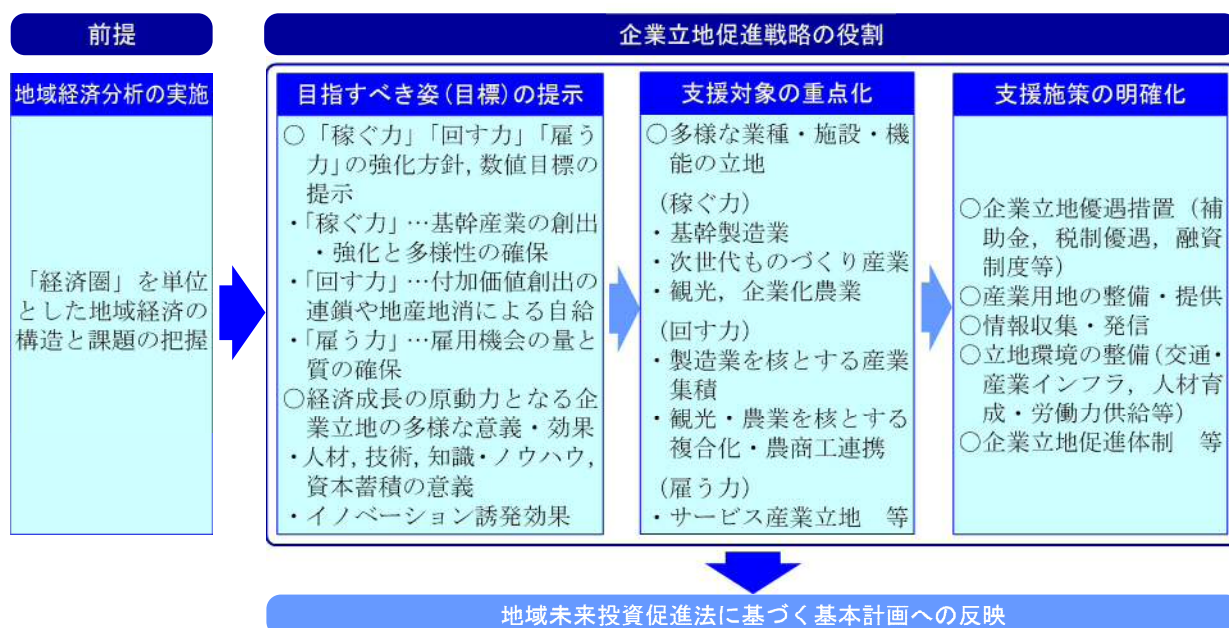 前提
地域経済分析の実施
「経済圏」を単位
とした地域経済の
構造と課題の把握
企業立地促進戦略の役割
目指すべき姿(目標)の提示
○「稼ぐ力」「回す力」「雇う
力」の強化方針,数値目標の
提示
・「稼ぐ力」…基幹産業の創出
・強化と多様性の確保
・「回す力」…付加価値創出の
連鎖や地産地消による自給
・「雇う力」…雇用機会の量と
質の確保
○経済成長の原動力となる企
業立地の多様な意義・効果
・人材,技術,知識・ノウハウ,
資本蓄積の意義
・イノベーション誘発効果
支援対象の重点化
○多様な業種・施設・機
能の立地
(稼ぐ力)
・基幹製造業
・次世代ものづくり産業
・観光,企業化農業
(回す力)
・製造業を核とする産業
集積
・観光・農業を核とする
複合化・農商工連携
(雇う力)
・サービス産業立地 等
支援施策の明確化
○企業立地優遇措置(補
助金,税制優遇,融資
制度等)
○産業用地の整備・提供
○情報収集・発信
○立地環境の整備(交通・
産業インフラ,人材育
成・労働力供給等)
○企業立地促進体制 等
地域未来投資促進法に基づく基本計画への反映